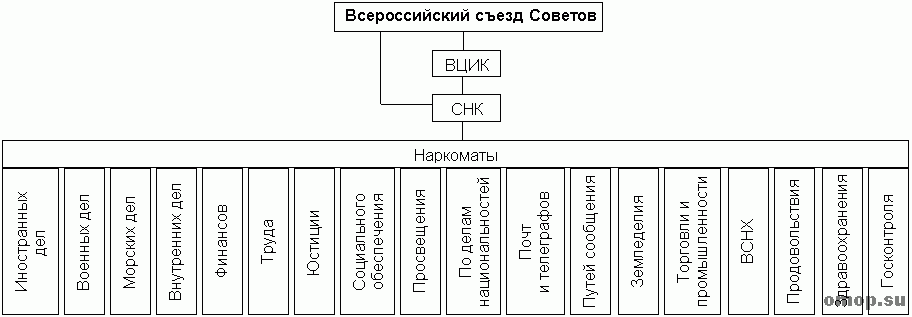 Всероссийский съезд Советов
ВЦИК
СНК
Наркоматы
Иностранных
дел
Военных дел
Морских дел
Внутренних дел
Финансов
Труда
Юстиции
Социального
обеспечения
Просвещения
По делам
национальностей
Почт
и телеграфов
Путей сообщения
Земледелия
Торговли и
промышленности
ВСНХ
Продовольствия
Здравоохранения
Госконтроля
omop.su